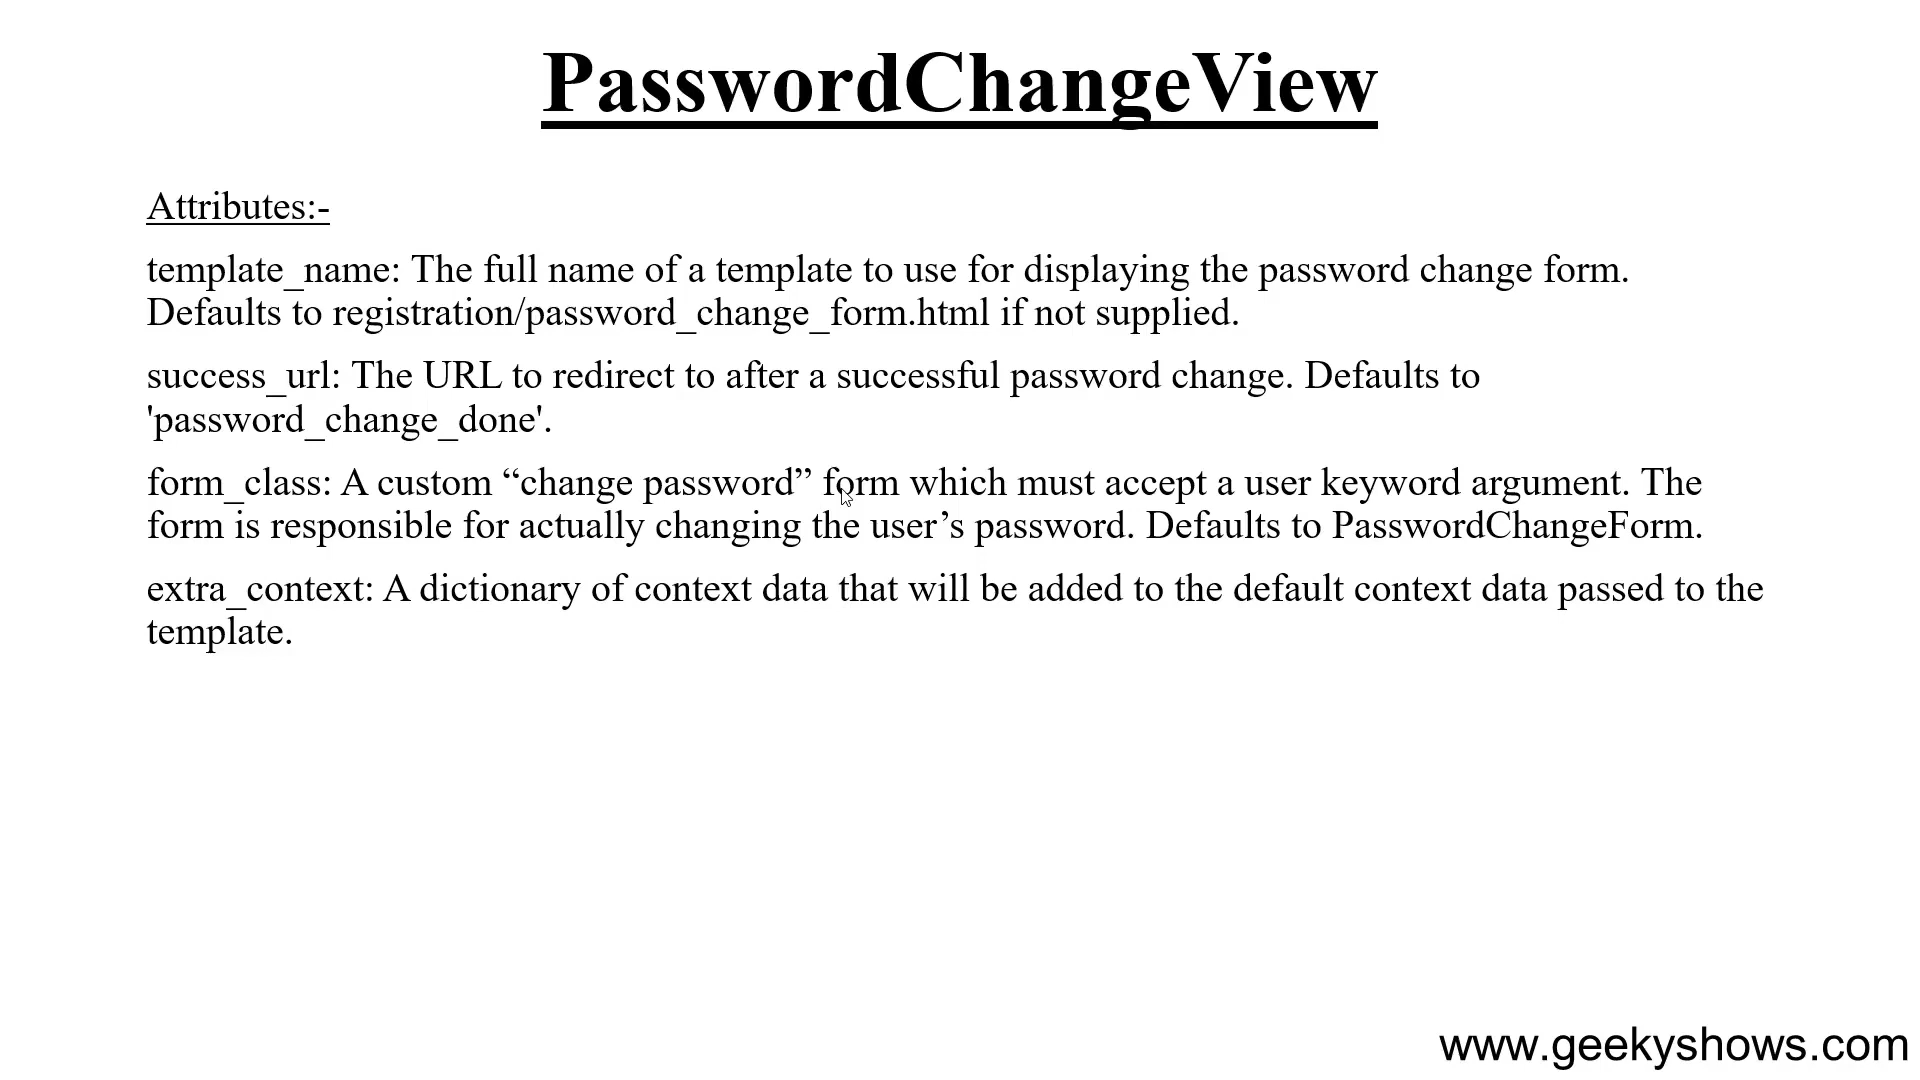 PasswordChangeView
Attributes:-
template_name: The full name of a template to use for displaying the password change form.
Defaults to registration/password_change_form.html if not supplied.
success_url: The URL to redirect to after a successful password change. Defaults to
'password_change_done'.
form_class: A custom “change password” form which must accept a user keyword argument. The
form is responsible for actually changing the user’s password. Defaults to PasswordChangeForm.
extra_context: A dictionary of context data that will be added to the default context data passed to the
template.
www.geekyshows.com